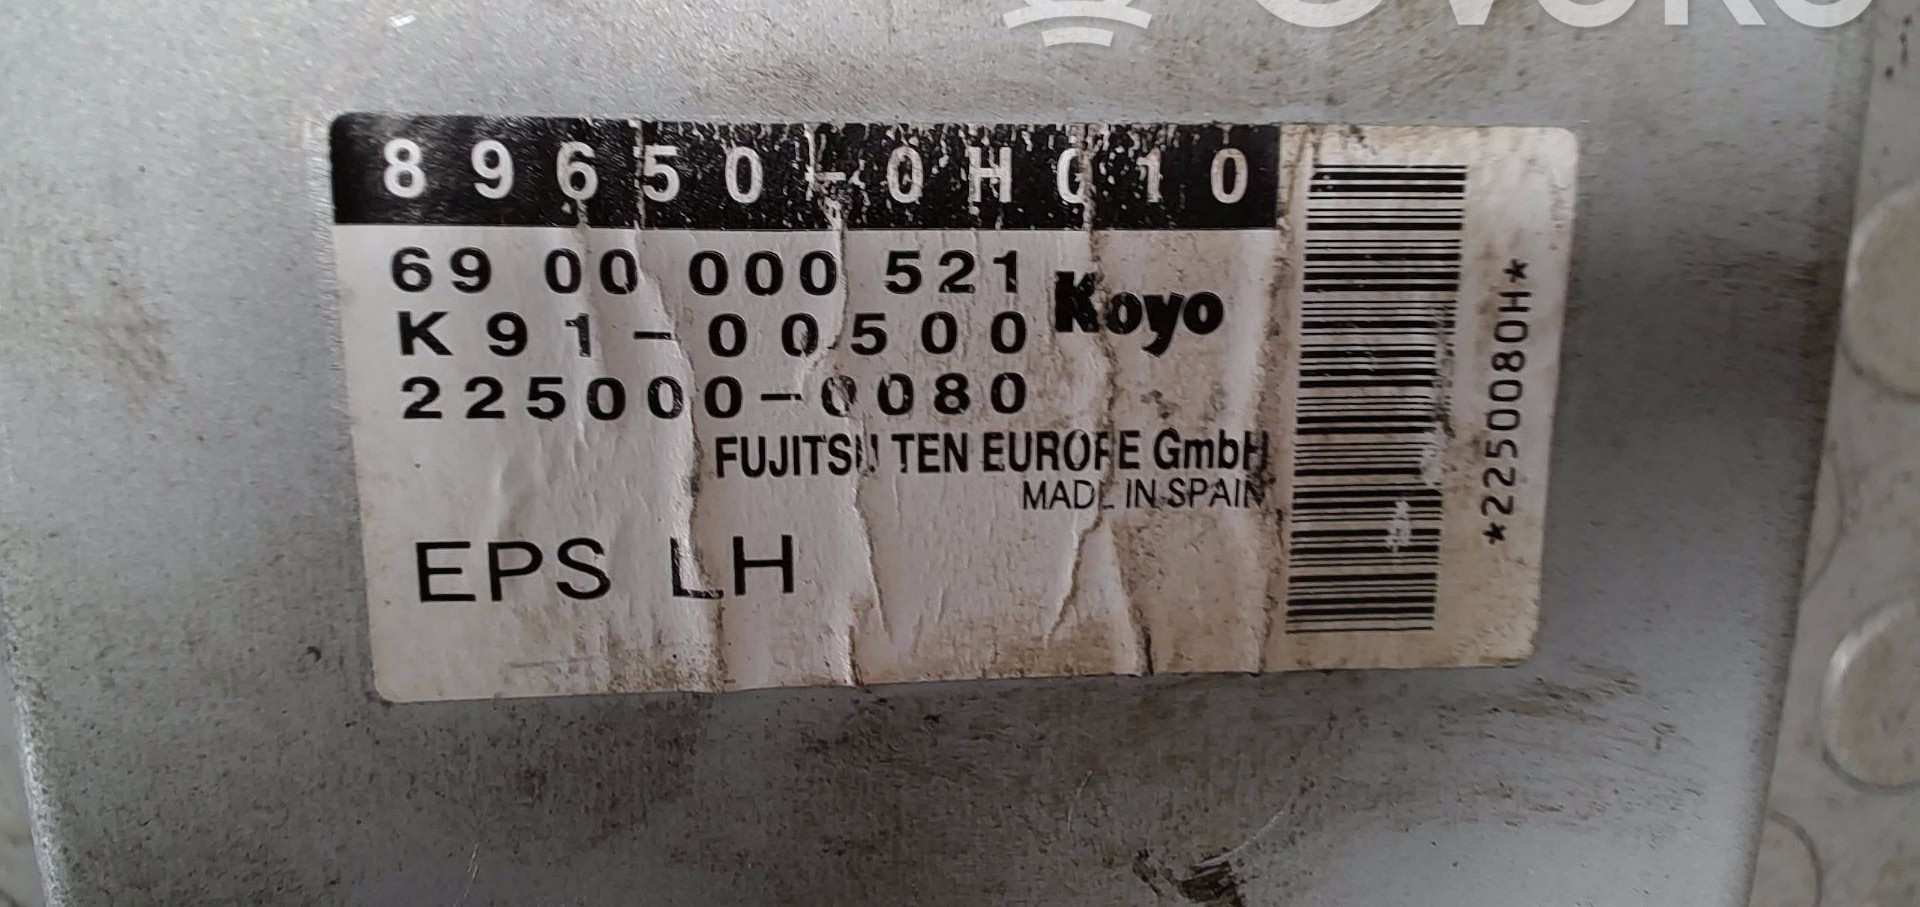 89650-0H010
69 00 000 521
K91-00500
Koyo
225000-0080
FUJITSU TEN EUROPE GmbH
MADE IN SPAIN
EPS LH
*2250080H*